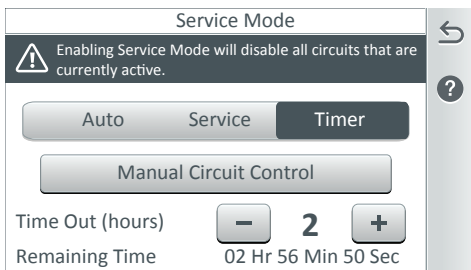 Service Mode
Enabling Service Mode will disable all circuits that are
currently active.
Auto Service Timer
Manual Circuit Control
Time Out (hours) − 2 +
Remaining Time 02 Hr 56 Min 50 Sec